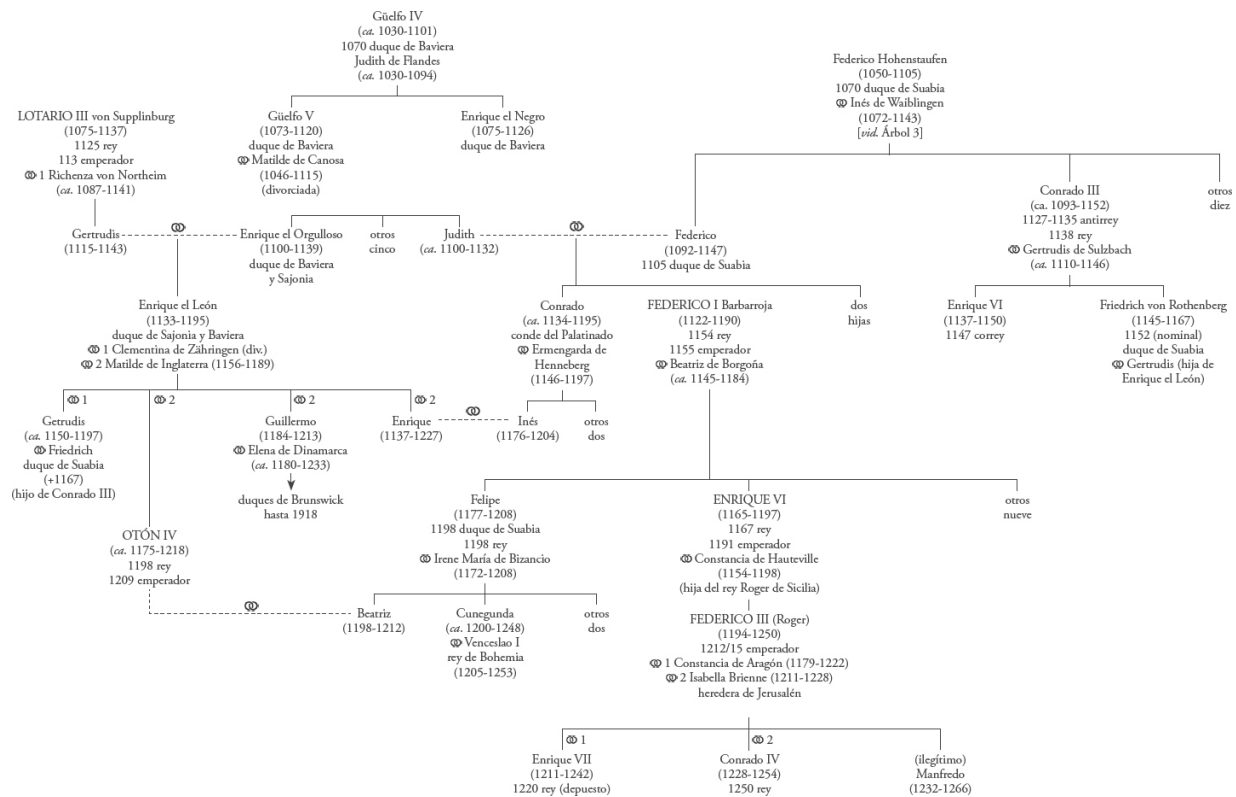 Güelfo IV
(ca. 1030-1101)
1070 duque de Baviera
Judith de Flandes
(ca. 1030-1094)
Federico Hohenstaufen
(1050-1105)
1070 duque de Suabia
⚭ Inés de Waiblingen
(1072-1143)
[vid. Árbol 3]
LOTARIO III von Supplinburg
(1075-1137)
1125 rey
113 emperador
⚭ 1 Richenza von Northeim
(ca. 1087-1141)
Güelfo V
(1073-1120)
duque de Baviera
⚭ Matilde de Canosa
(1046-1115)
(divorciada)
Enrique el Negro
(1075-1126)
duque de Baviera
Conrado III
(ca. 1093-1152)
1127-1135 antirrey
1138 rey
⚭ Gertrudis de Sulzbach
(ca. 1110-1146)
otros
diez
Gertrudis
(1115-1143)
⚭
Enrique el Orgulloso
(1100-1139)
duque de Baviera
y Sajonia
otros
cinco
Judith
(ca. 1100-1132)
⚭
Federico
(1092-1147)
1105 duque de Suabia
Enrique el León
(1133-1195)
duque de Sajonia y Baviera
⚭ 1 Clementina de Zähringen (div.)
⚭ 2 Matilde de Inglaterra (1156-1189)
Conrado
(ca. 1134-1195)
conde del Palatinado
⚭ Ermengarda de
Henneberg
(1146-1197)
FEDERICO I Barbarroja
(1122-1190)
1154 rey
1155 emperador
⚭ Beatriz de Borgoña
(ca. 1145-1184)
dos
hijas
Enrique VI
(1137-1150)
1147 correy
Friedrich von Rothenberg
(1145-1167)
1152 (nominal)
duque de Suabia
⚭ Gertrudis (hija de
Enrique el León)
⚭ 1
Getrudis
(ca. 1150-1197)
⚭ Friedrich
duque de Suabia
(+1167)
(hijo de Conrado III)
⚭ 2
OTÓN IV
(ca. 1175-1218)
1198 rey
1209 emperador
⚭ 2
Guillermo
(1184-1213)
⚭ Elena de Dinamarca
(ca. 1180-1233)
duques de Brunswick
hasta 1918
⚭ 2
Enrique
(1137-1227)
⚭
Inés
(1176-1204)
otros
dos
Felipe
(1177-1208)
1198 duque de Suabia
1198 rey
⚭ Irene María de Bizancio
(1172-1208)
ENRIQUE VI
(1165-1197)
1167 rey
1191 emperador
⚭ Constancia de Hauteville
(1154-1198)
(hija del rey Roger de Sicilia)
otros
nueve
⚭
Beatriz
(1198-1212)
Cunegunda
(ca. 1200-1248)
⚭ Venceslao I
rey de Bohemia
(1205-1253)
otros
dos
FEDERICO III (Roger)
(1194-1250)
1212/15 emperador
⚭ 1 Constancia de Aragón (1179-1222)
⚭ 2 Isabella Brienne (1211-1228)
heredera de Jerusalén
⚭ 1
Enrique VII
(1211-1242)
1220 rey (depuesto)
⚭ 2
Conrado IV
(1228-1254)
1250 rey
(ilegítimo)
Manfredo
(1232-1266)